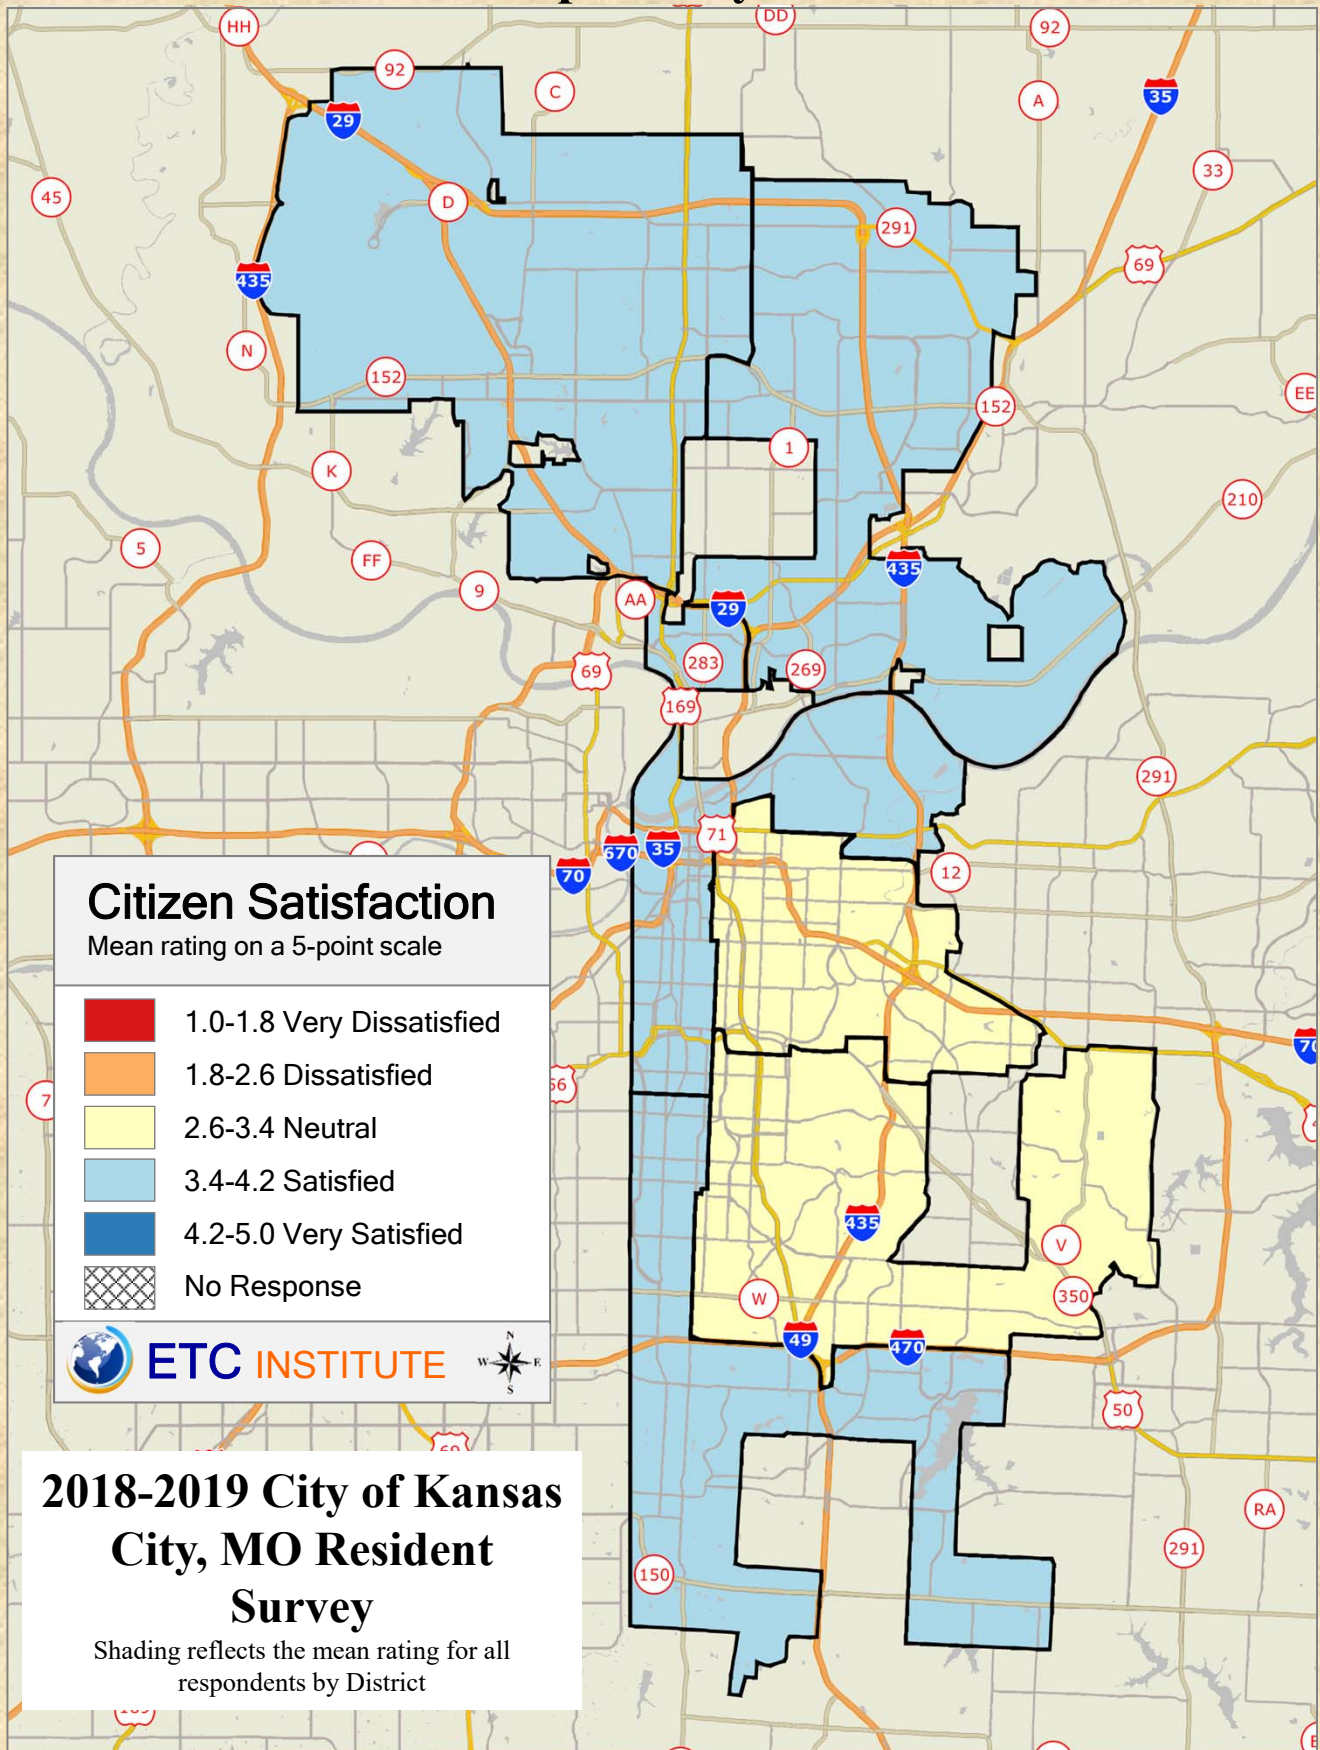 HH
DD
92
92
C
A
35
29
33
45
D
291
69
435
N
152
EE
152
1
K
210
5
FF
435
9
AA
29
283
269
69
169
291
71
670
35
70
12
Citizen Satisfaction
Mean rating on a 5-point scale
1.0-1.8 Very Dissatisfied
1.8-2.6 Dissatisfied
2.6-3.4 Neutral
3.4-4.2 Satisfied
4.2-5.0 Very Satisfied
No Response
ETC INSTITUTE
N
W E
S
70
7
435
V
W
350
49
470
50
2018-2019 City of Kansas
City, MO Resident
Survey
Shading reflects the mean rating for all
respondents by District
RA
291
150